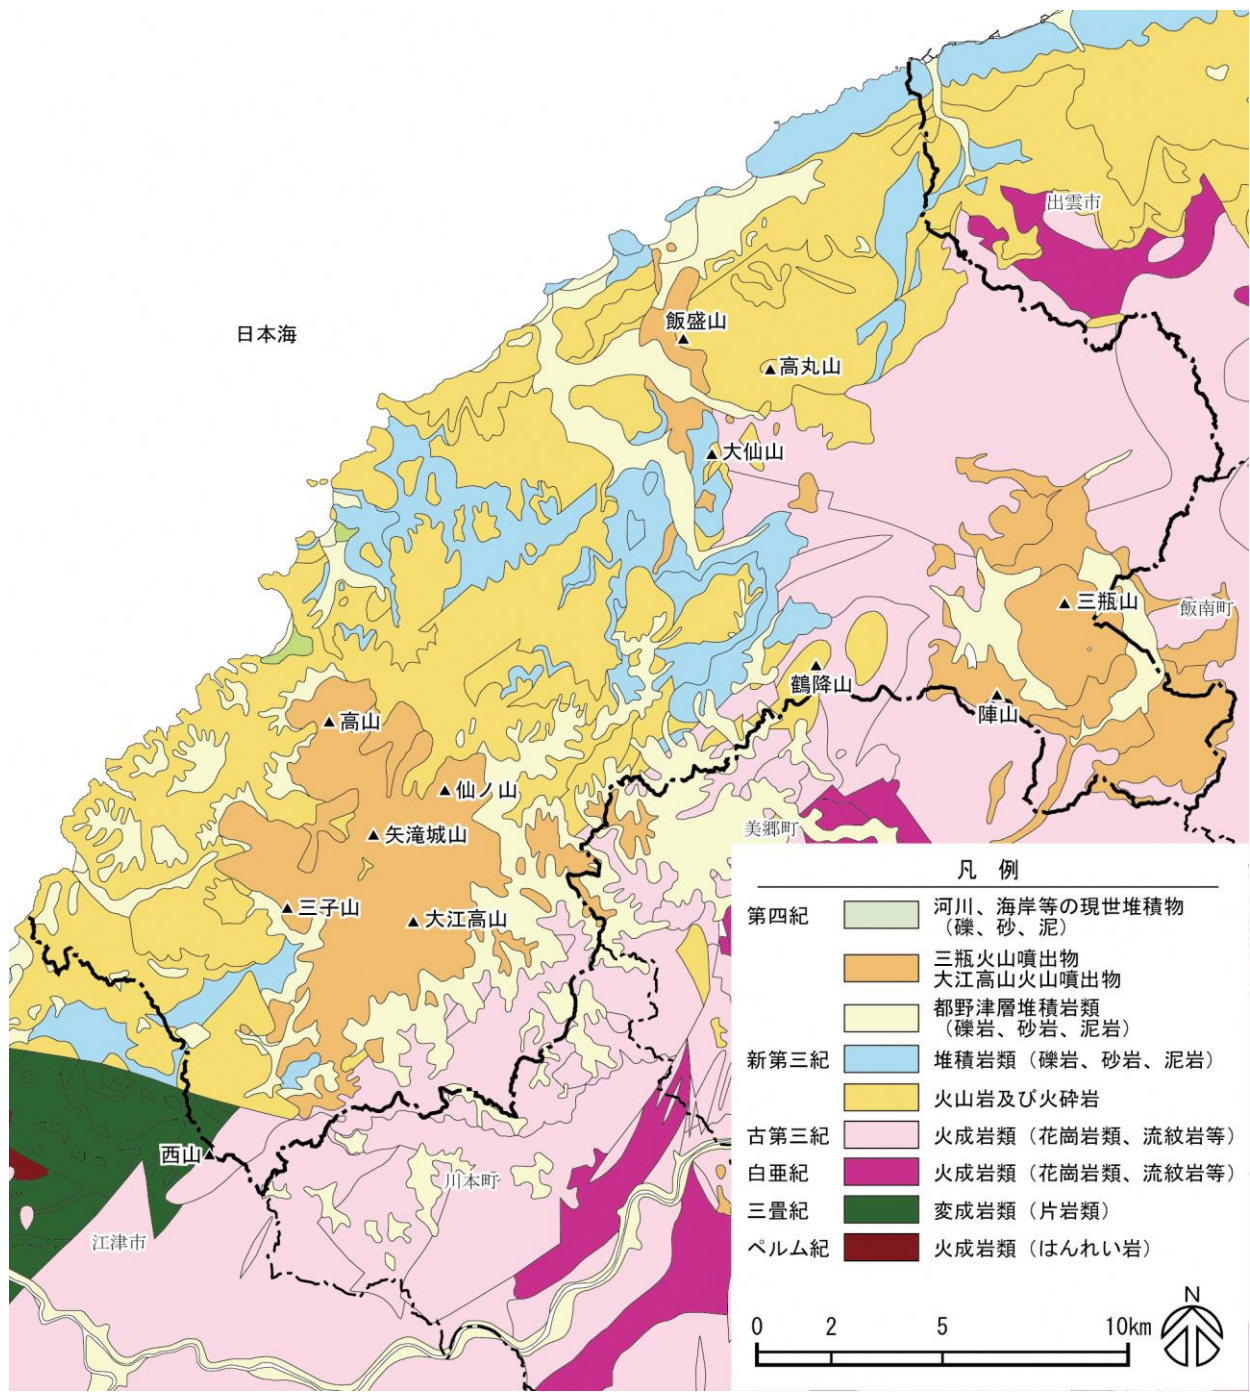 出雲市
日本海
飯盛山
高丸山
大仙山
三瓶山
飯南町
鶴降山
陣山
高山
仙ノ山
矢滝城山
美郷町
三子山
大江高山
西山
川本町
江津市
凡 例
第四紀
河川、海岸等の現世堆積物
(礫、砂、泥)
三瓶火山噴出物
大江高山火山噴出物
都野津層堆積岩類
(礫岩、砂岩、泥岩)
新第三紀 堆積岩類(礫岩、砂岩、泥岩)
火山岩及び火砕岩
古第三紀 火成岩類(花崗岩類、流紋岩等)
白亜紀 火成岩類(花崗岩類、流紋岩等)
三畳紀 変成岩類(片岩類)
ペルム紀 火成岩類(はんれい岩)
N
0 2 5 10km